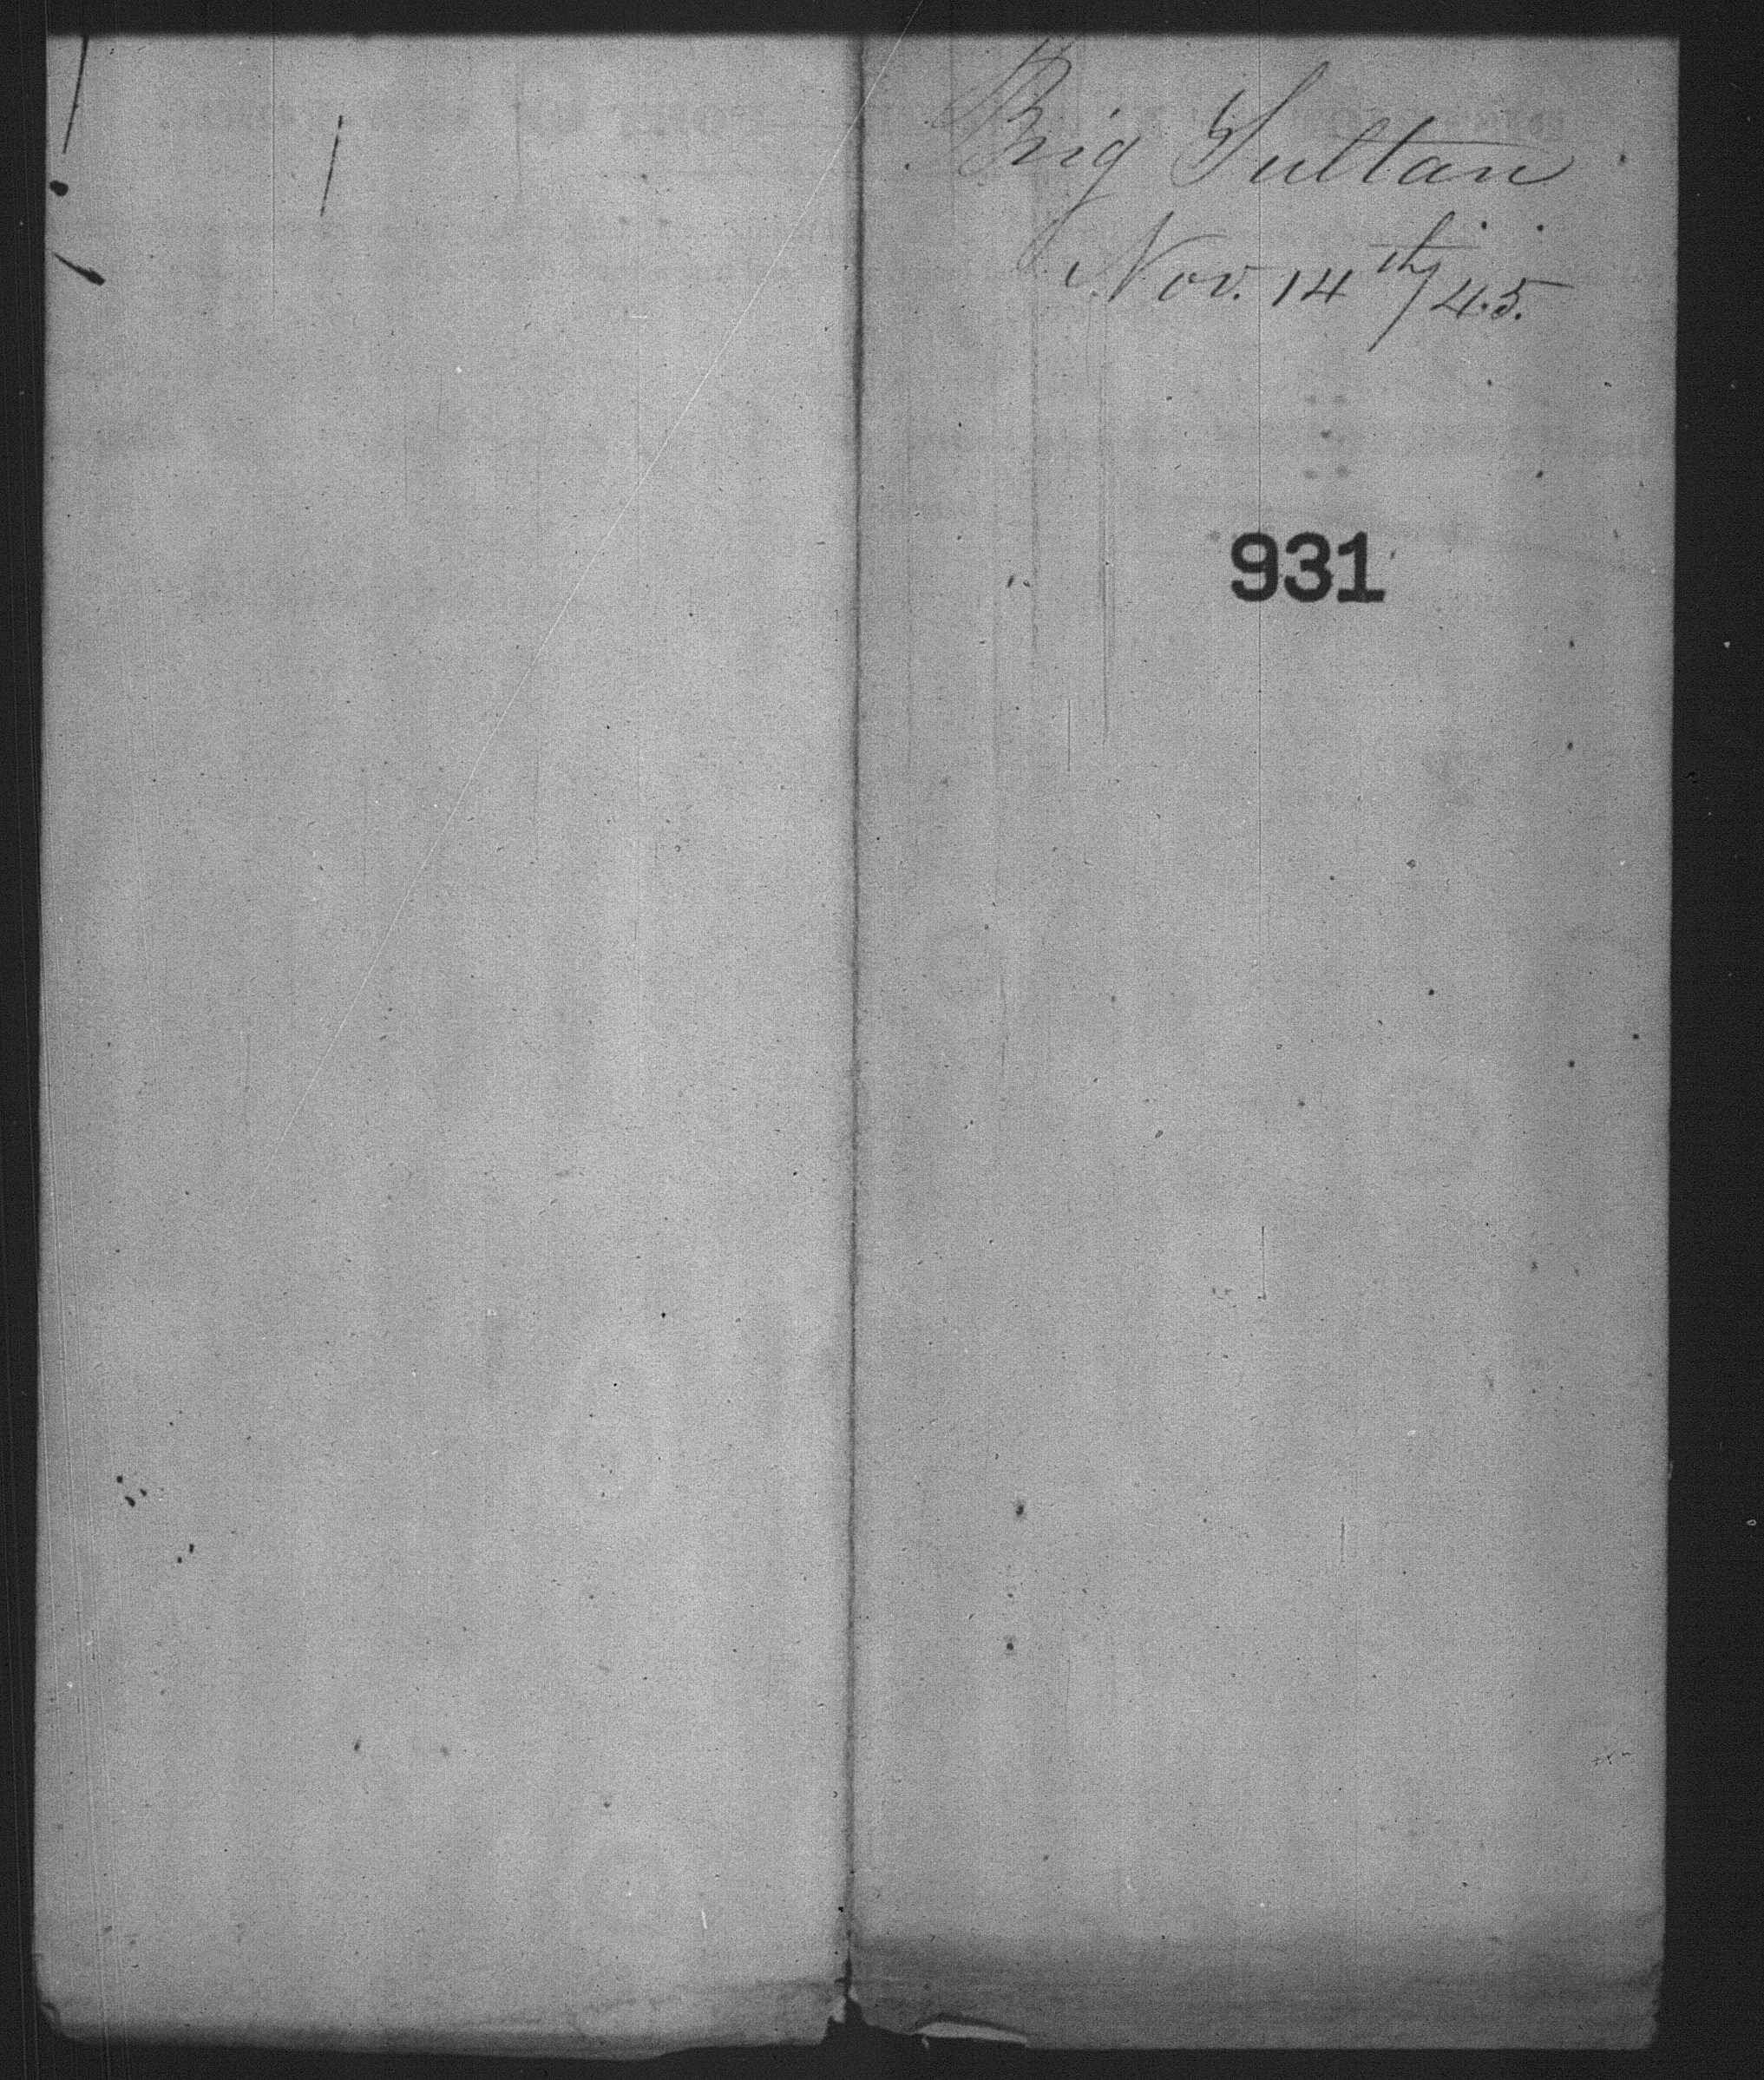 Brig Sultan
Nov. 14th/45.
931